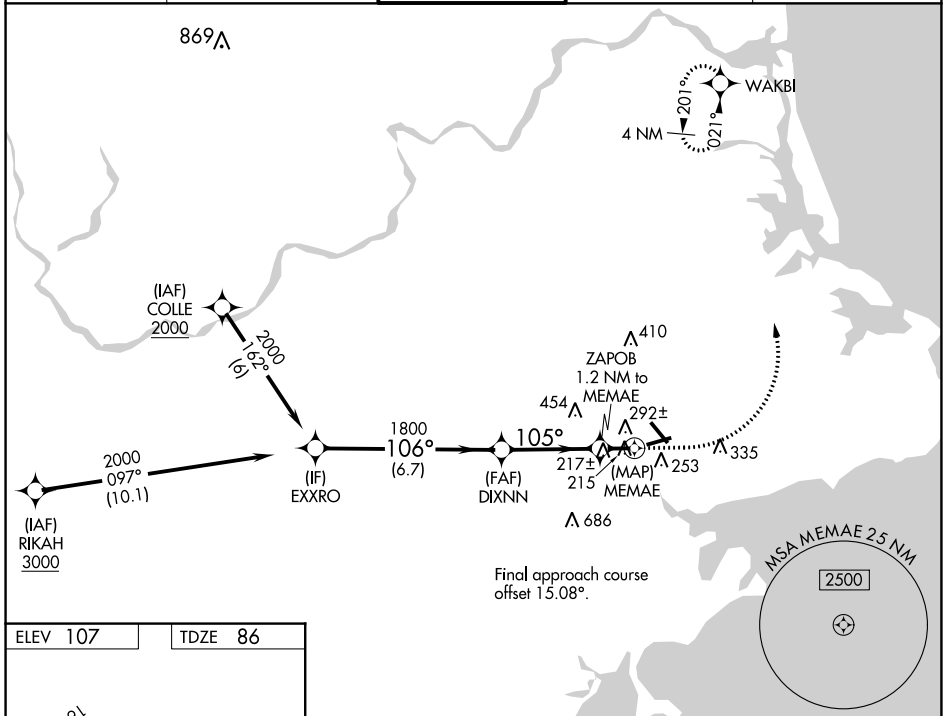 869
WAKBI
201°
021°
4 NM
(IAF)
COLLE
2000
2000
162°
(6)
410
ZAPOB
1.2 NM to
MEMAE
454
292±
1800
106°
(6.7)
105°
335
253
217±
215
(MAP)
MEMAE
(IF)
EXXRO
(FAF)
DIXNN
2000
097°
(10.1)
(IAF)
RIKAH
3000
686
Final approach course
offset 15.08°.
MSA MEMAE 25 NM
2500
ELEV 107
TDZE 86